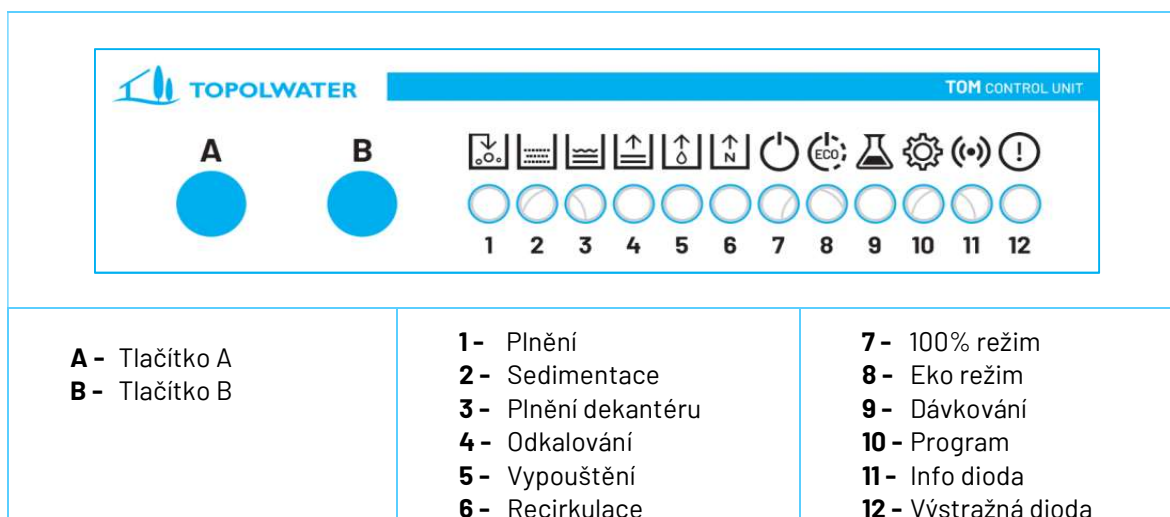 TOPOLWATER
TOM CONTROL UNIT
A B
N ECO
1 2 3 4 5 6 7 8 9 10 11 12
A - Tlačítko A
B - Tlačítko B
1 - Plnění
2 - Sedimentace
3 - Plnění dekantéru
4 - Odkalování
5 - Vypouštění
6 - Recirkulace
7 - 100% režim
8 - Eko režim
9 - Dávkování
10 - Program
11 - Info dioda
12 - Výstražná dioda